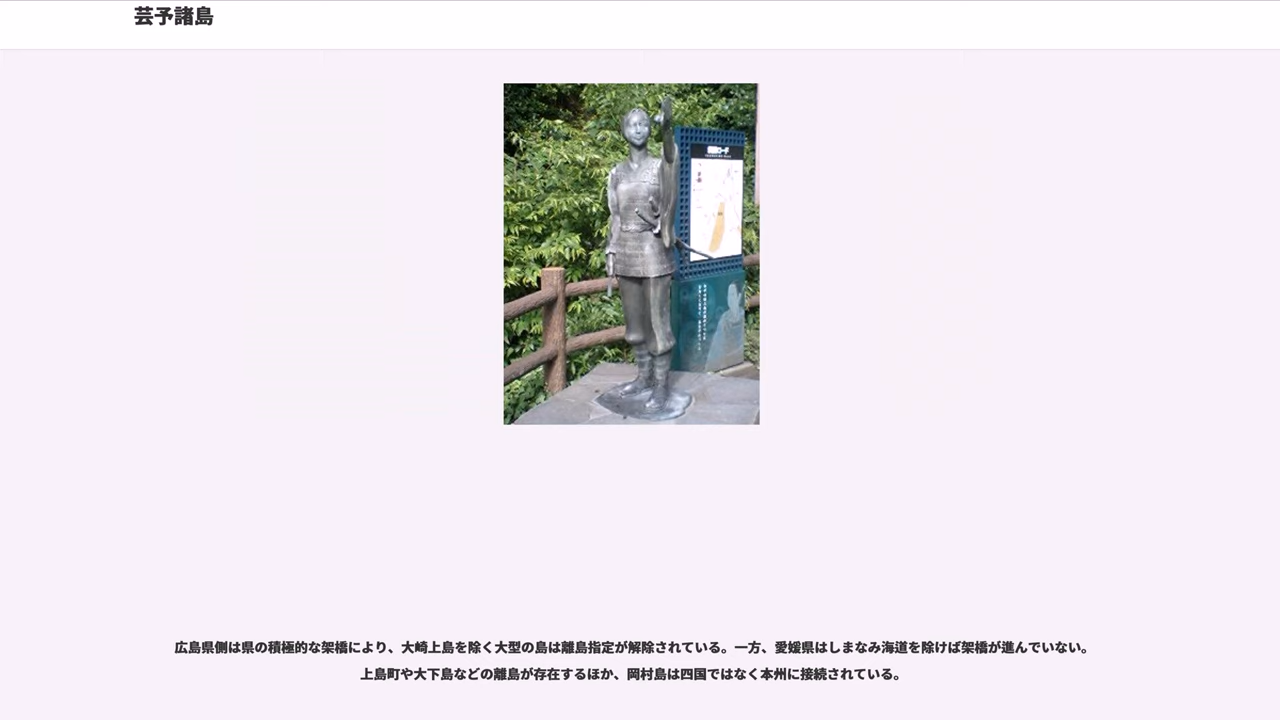 芸予諸島
広島県側は県の積極的な架橋により、大崎上島を除く大型の島は離島指定が解除されている。一方、愛媛県はしまなみ海道を除けば架橋が進んでいない。
上島町や大下島などの離島が存在するほか、岡村島は四国ではなく本州に接続されている。